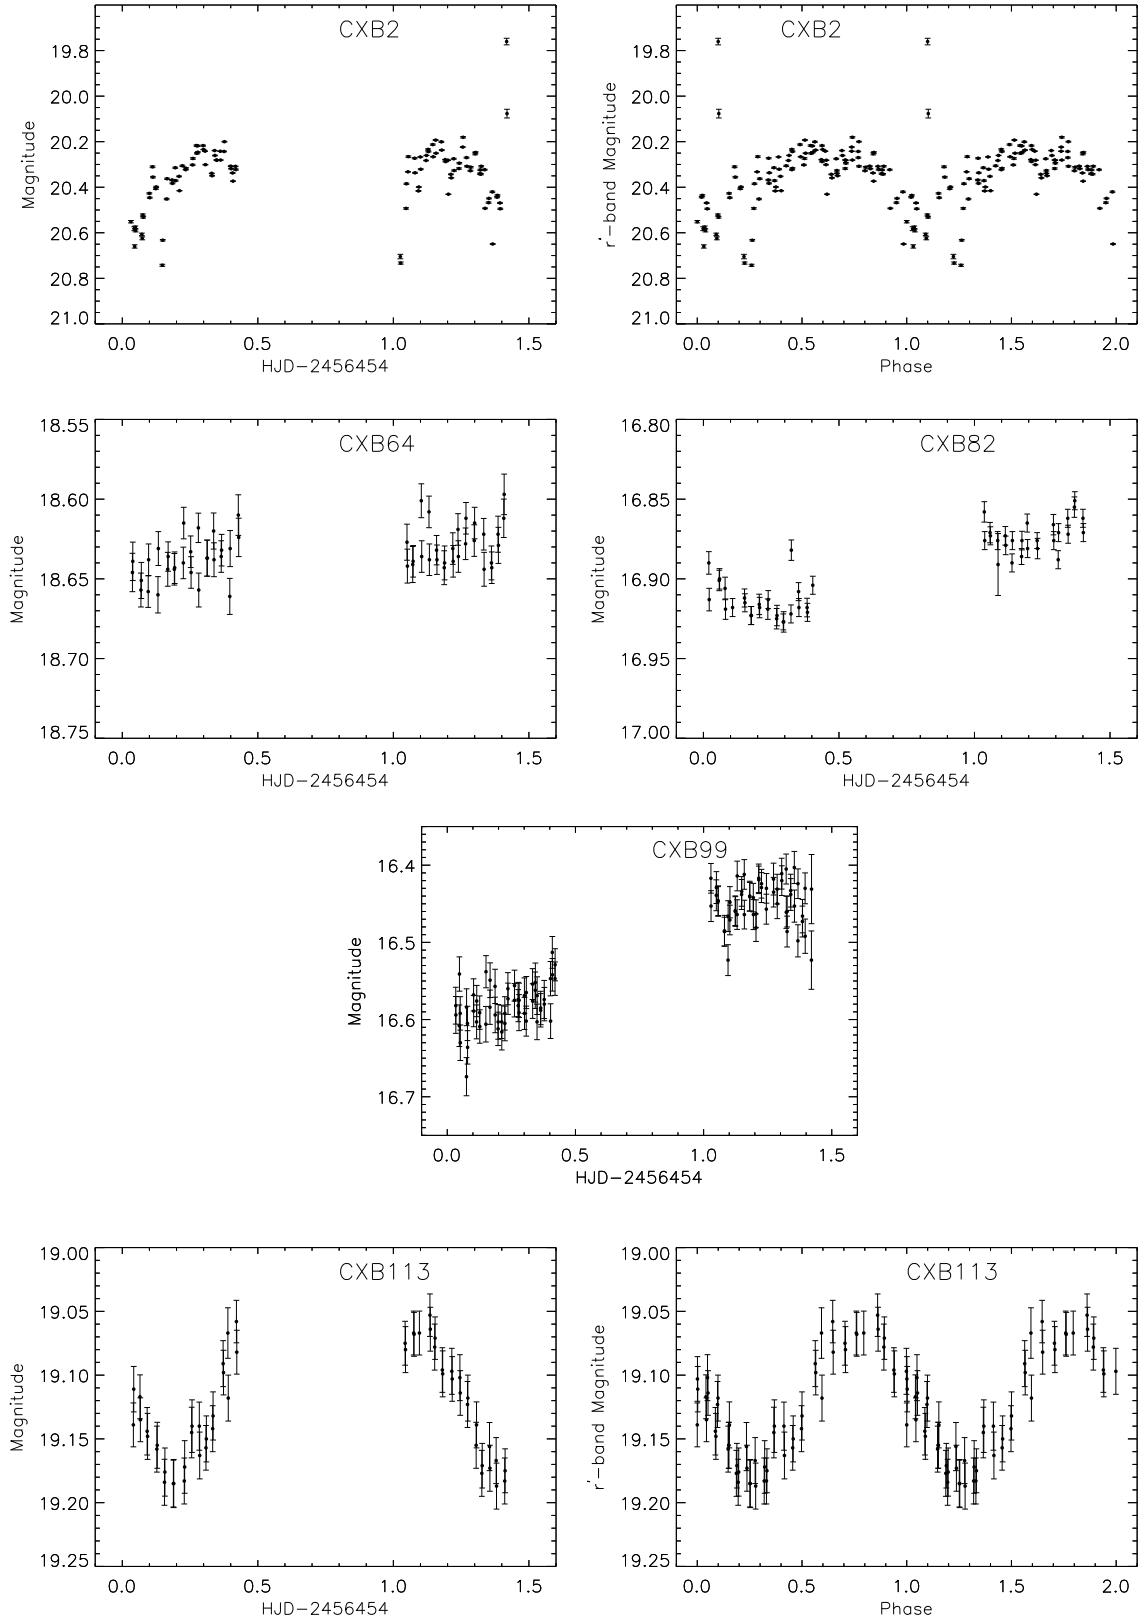 CXB2
19.8
20.0
20.2
20.4
20.6
20.8
21.0
Magnitude
0.0 0.5 1.0 1.5
HJD-2456454
CXB2
19.8
20.0
20.2
20.4
20.6
20.8
21.0
r'-band Magnitude
0.0 0.5 1.0 1.5 2.0
Phase
CXB64
18.55
18.60
18.65
18.70
18.75
Magnitude
0.0 0.5 1.0 1.5
HJD-2456454
CXB82
16.80
16.85
16.90
16.95
17.00
Magnitude
0.0 0.5 1.0 1.5
HJD-2456454
CXB99
16.4
16.5
16.6
16.7
Magnitude
0.0 0.5 1.0 1.5
HJD-2456454
CXB113
19.00
19.05
19.10
19.15
19.20
19.25
Magnitude
0.0 0.5 1.0 1.5
HJD-2456454
CXB113
19.00
19.05
19.10
19.15
19.20
19.25
r'-band Magnitude
0.0 0.5 1.0 1.5 2.0
Phase